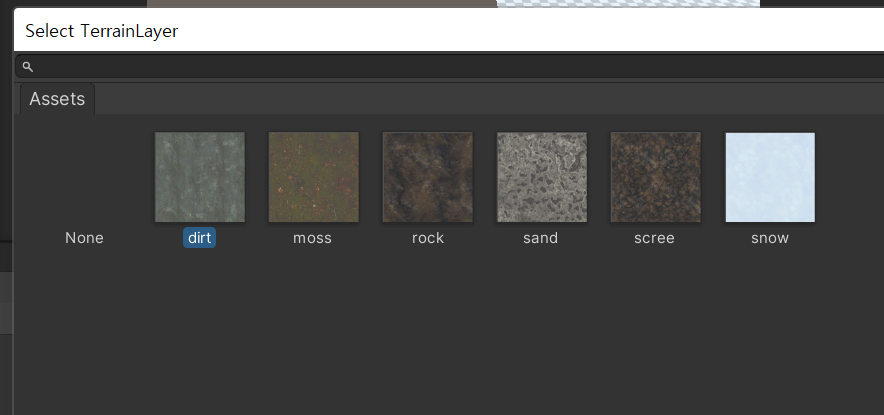 Select TerrainLayer
Assets
None dirt moss rock sand scree snow